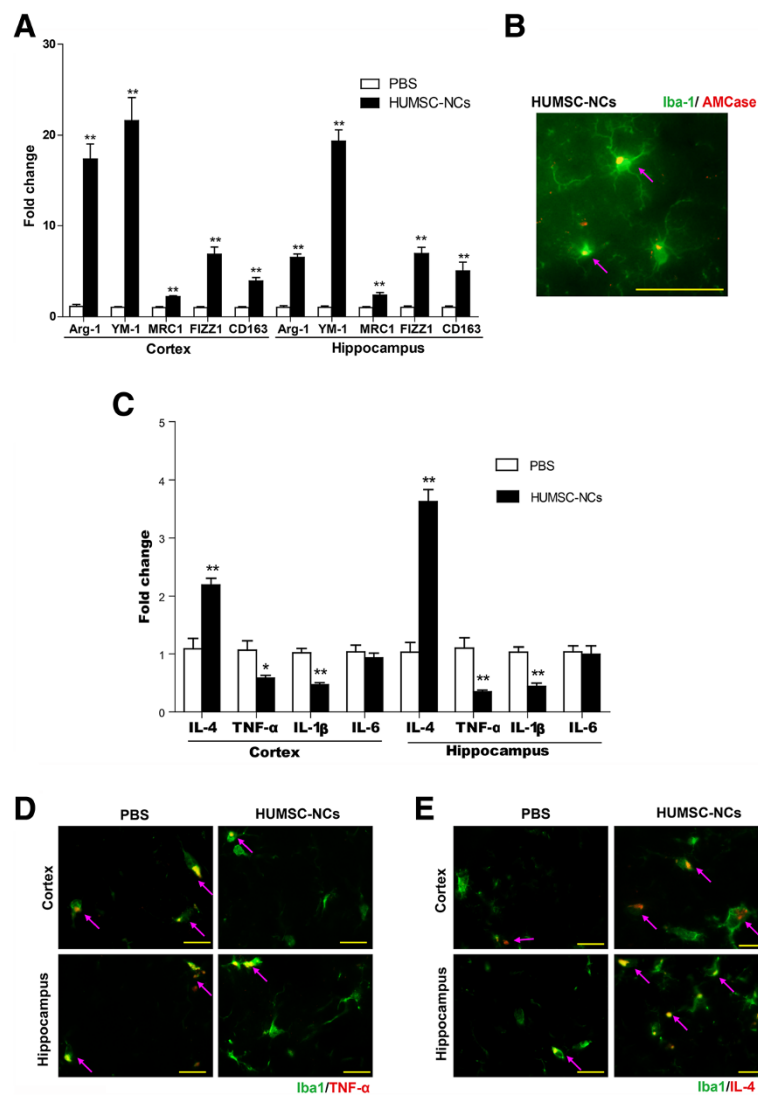 A
30
20
10
0
Fold change
PBS
HUMSC-NCs
** ** ** ** ** ** ** ** ** **
Arg-1 YM-1 MRC1 FIZZ1 CD163 Arg-1 YM-1 MRC1 FIZZ1 CD163
Cortex Hippocampus
B
HUMSC-NCs Iba-1/ AMCase
C
5
4
3
2
1
0
Fold change
PBS
HUMSC-NCs
** * ** ** ** **
IL-4 TNF-α IL-1β IL-6 IL-4 TNF-α IL-1β IL-6
Cortex Hippocampus
D
PBS HUMSC-NCs
Cortex
Hippocampus
Iba1/TNF-α
E
PBS HUMSC-NCs
Cortex
Hippocampus
Iba1/IL-4